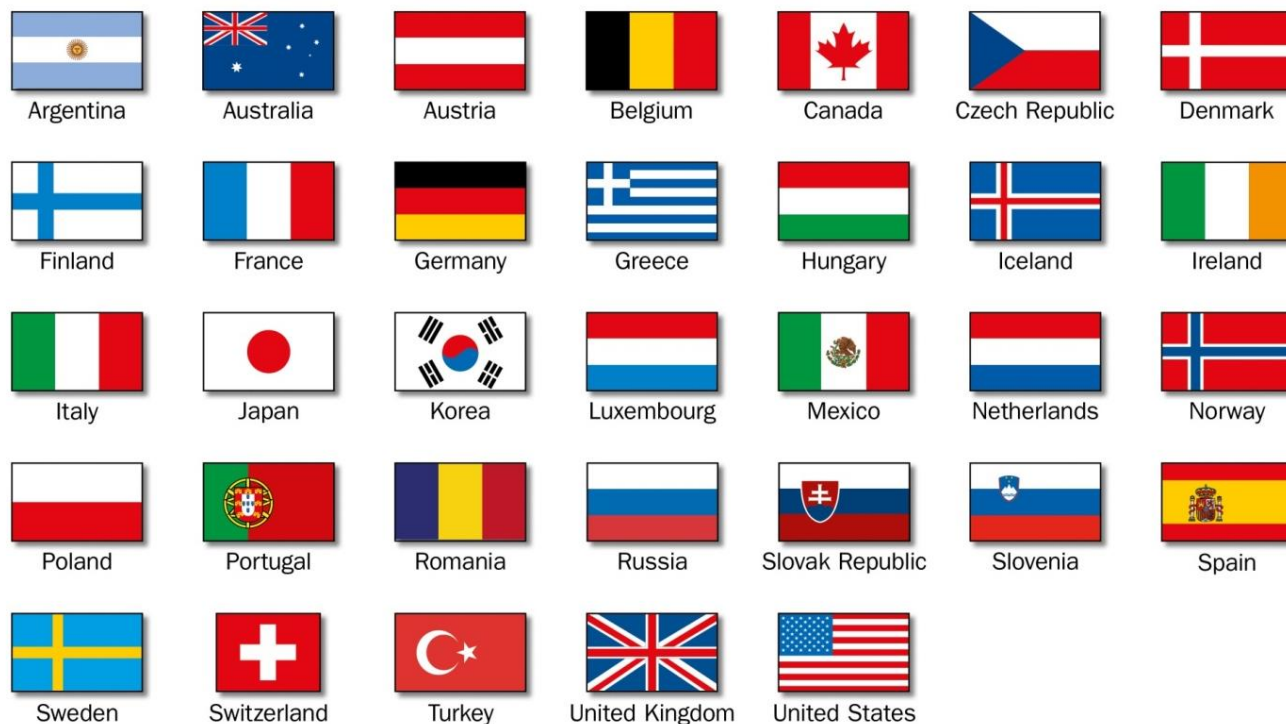 Argentina Australia Austria Belgium Canada Czech Republic Denmark
Finland France Germany Greece Hungary Iceland Ireland
Italy Japan Korea Luxembourg Mexico Netherlands Norway
Poland Portugal Romania Russia Slovak Republic Slovenia Spain
Sweden Switzerland Turkey United Kingdom United States